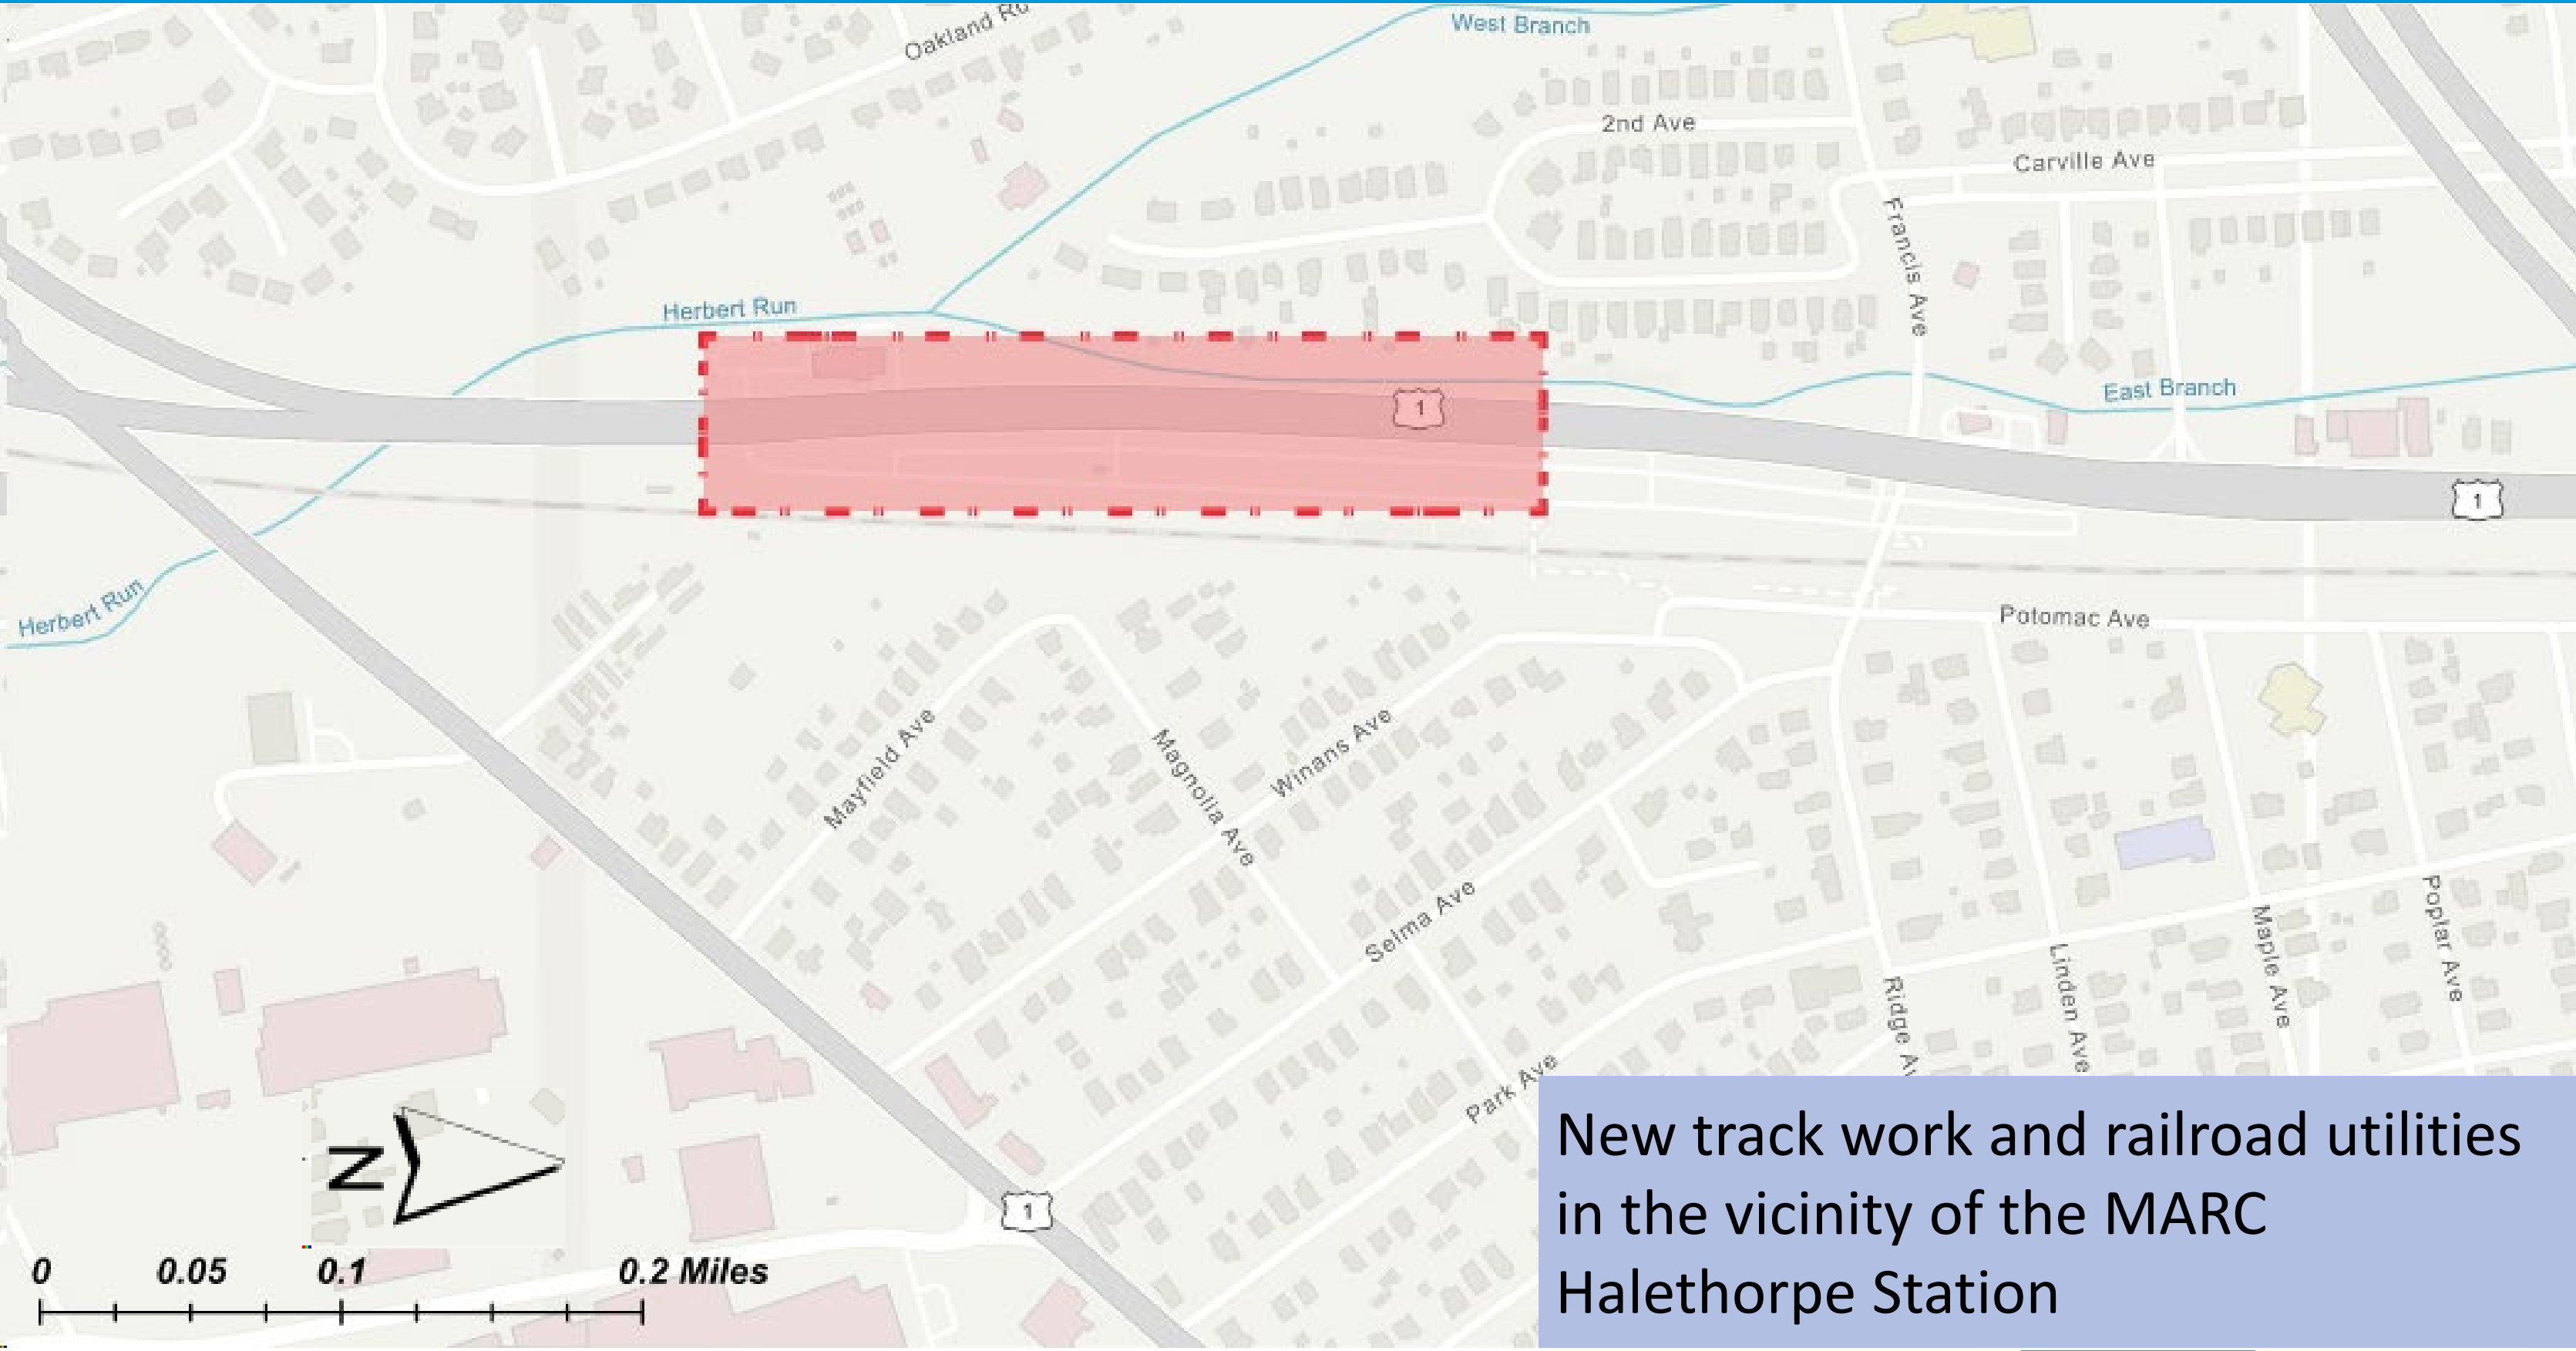 Oakland Rd
West Branch
2nd Ave
Carville Ave
Francis Ave
Herbert Run
East Branch
1
1
Herbert Run
Potomac Ave
Mayfield Ave
Magnolia Ave
Winans Ave
Selma Ave
Poplar Ave
Maple Ave
Linden Ave
Ridge Av
Park Ave
N
1
0 0.05 0.1 0.2 Miles
New track work and railroad utilities
in the vicinity of the MARC
Halethorpe Station